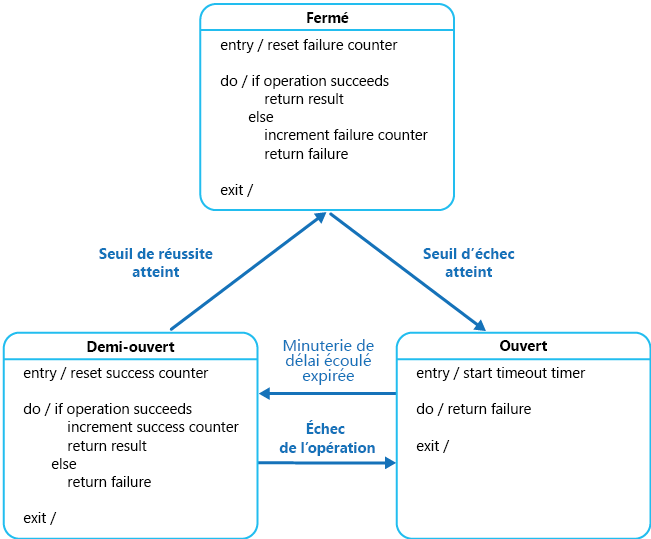 Fermé
entry / reset failure counter
do / if operation succeeds
return result
else
increment failure counter
return failure
exit /
Seuil de réussite
atteint
Seuil d’échec
atteint
Demi-ouvert
entry / reset success counter
do / if operation succeeds
increment success counter
return result
else
return failure
exit /
Minuterie de
délai écoulé
expirée
Échec
de l’opération
Ouvert
entry / start timeout timer
do / return failure
exit /